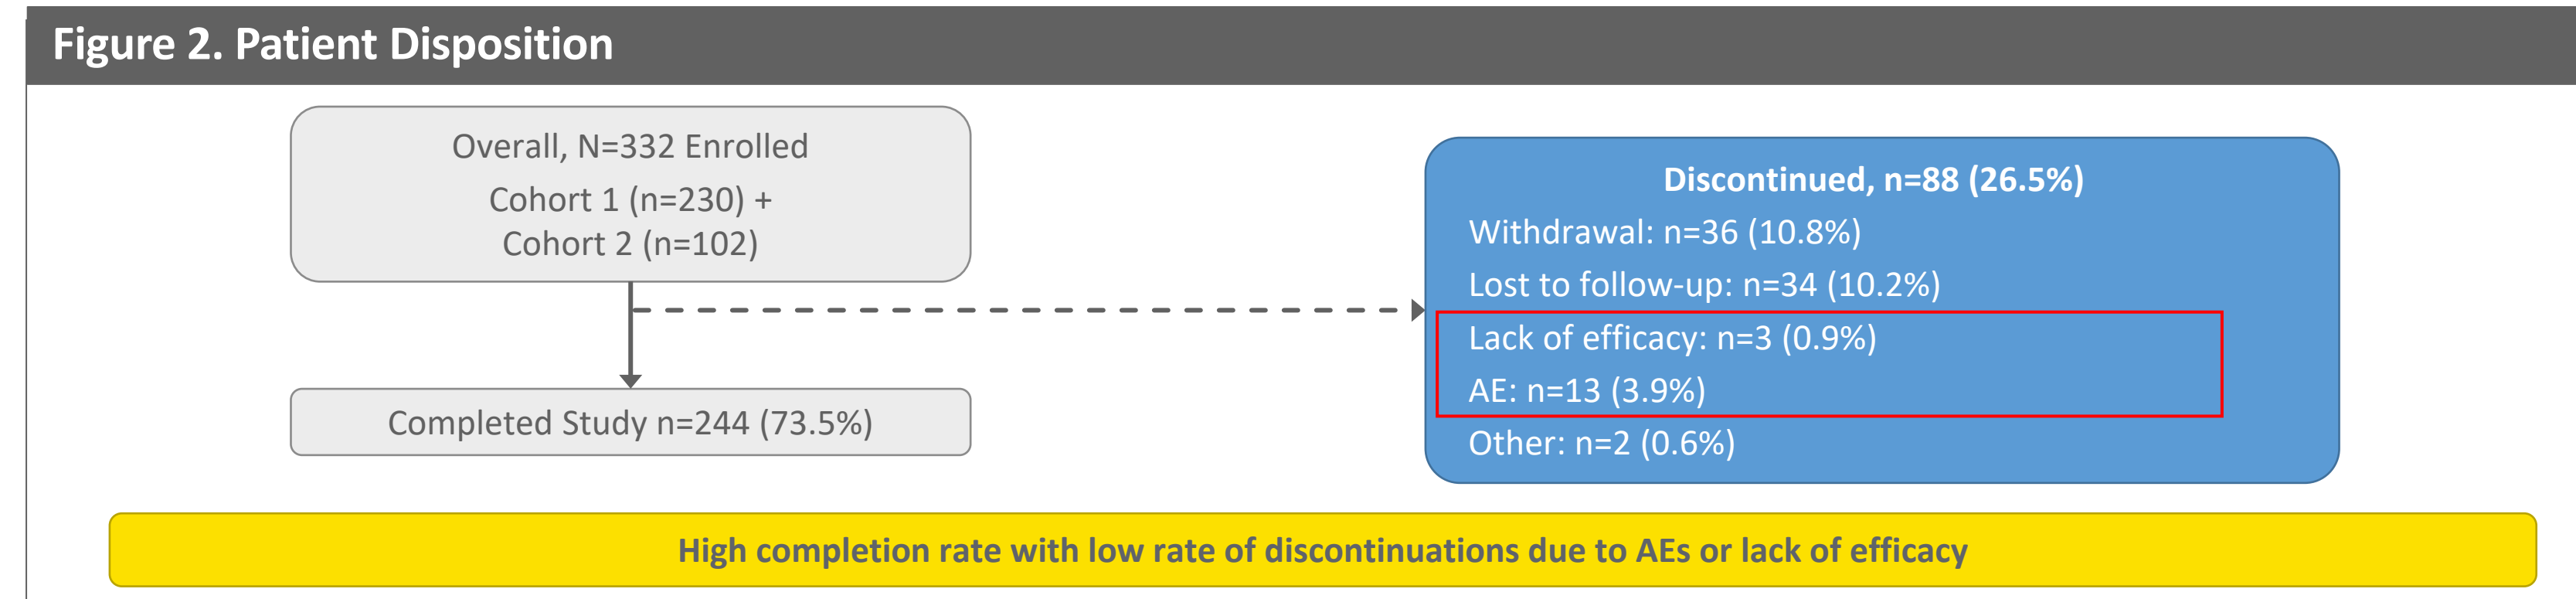 Figure 2. Patient Disposition
Overall, N=332 Enrolled
Cohort 1 (n=230) +
Cohort 2 (n=102)
Completed Study n=244 (73.5%)
Discontinued, n=88 (26.5%)
Withdrawal: n=36 (10.8%)
Lost to follow-up: n=34 (10.2%)
Lack of efficacy: n=3 (0.9%)
AE: n=13 (3.9%)
Other: n=2 (0.6%)
High completion rate with low rate of discontinuations due to AEs or lack of efficacy